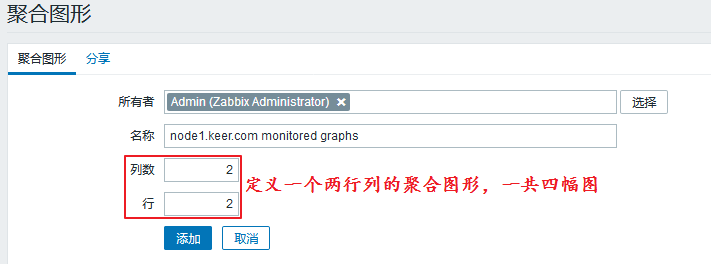 聚合图形
聚合图形 分享
所有者 Admin (Zabbix Administrator) ✖ 选择
名称 node1.keer.com monitored graphs
列数 2
定义一个两行列的聚合图形，一共四幅图
行 2
添加 取消